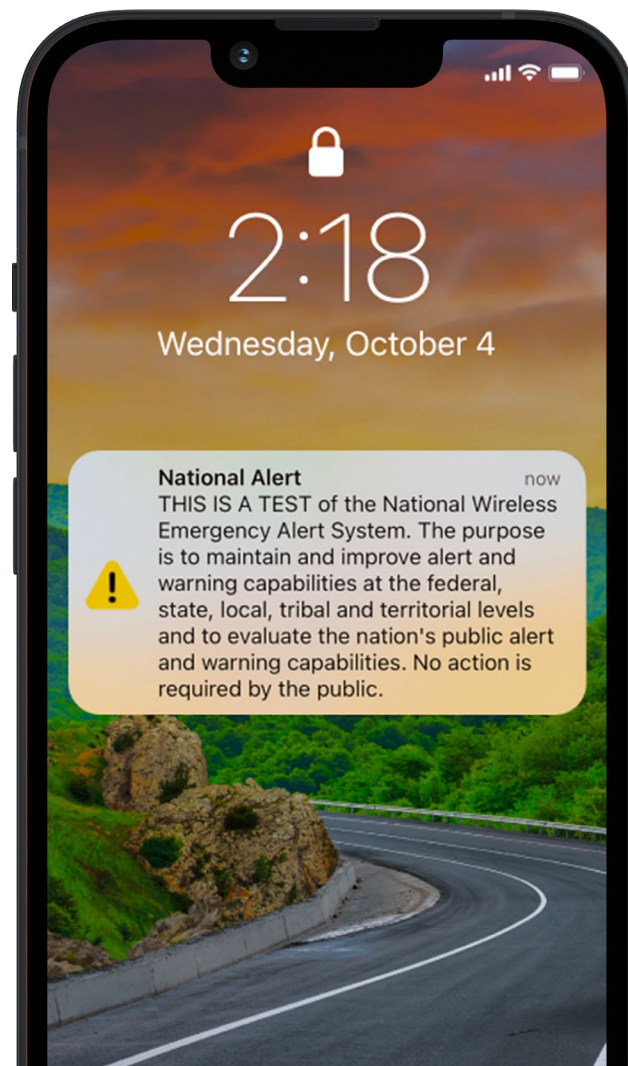 2:18
Wednesday, October 4
National Alert now
THIS IS A TEST of the National Wireless
Emergency Alert System. The purpose
is to maintain and improve alert and
warning capabilities at the federal,
state, local, tribal and territorial levels
and to evaluate the nation's public alert
and warning capabilities. No action is
required by the public.